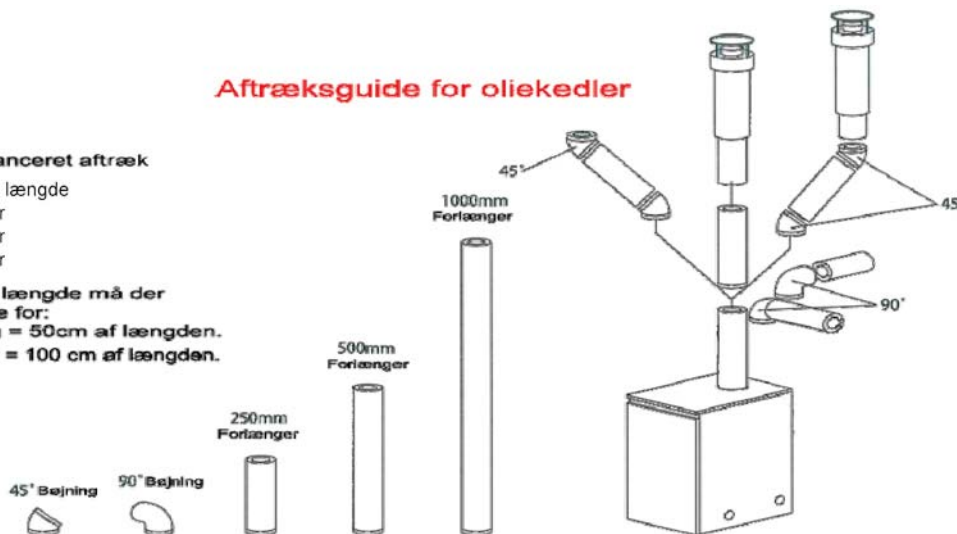 Aftræksguide for oliekedler
anceret aftræk
længde
r
r
r
længde må der
e for:
= 50cm af længden.
= 100 cm af længden.
45° Bøjning
90° Bøjning
250mm
Forlænger
500mm
Forlænger
1000mm
Forlænger
45°
45
90°